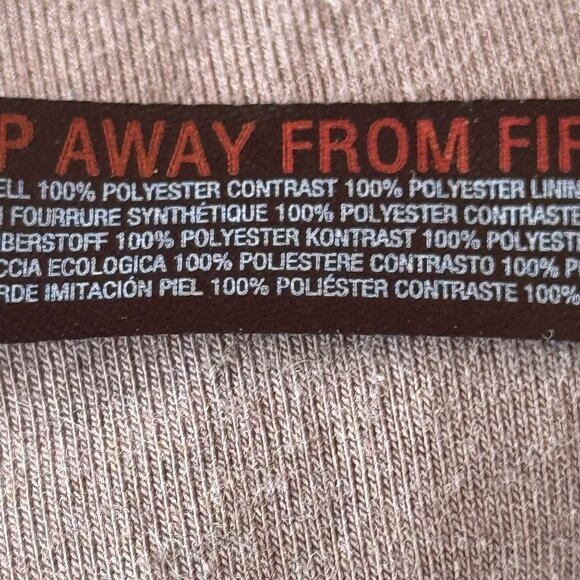 P AWAY FROM FIR
ELL 100% POLYESTER CONTRAST 100% POLYESTER LININ
FOURRURE SYNTHÉTIQUE 100% POLYESTER CONTRASTE
BERSTOFF 100% POLYESTER KONTRAST 100% POLYEST
CCIA ECOLOGICA 100% POLIESTERE CONTRASTO 100% P
RDE IMITACIÓN PIEL 100% POLIÉSTER CONTRASTE 100%